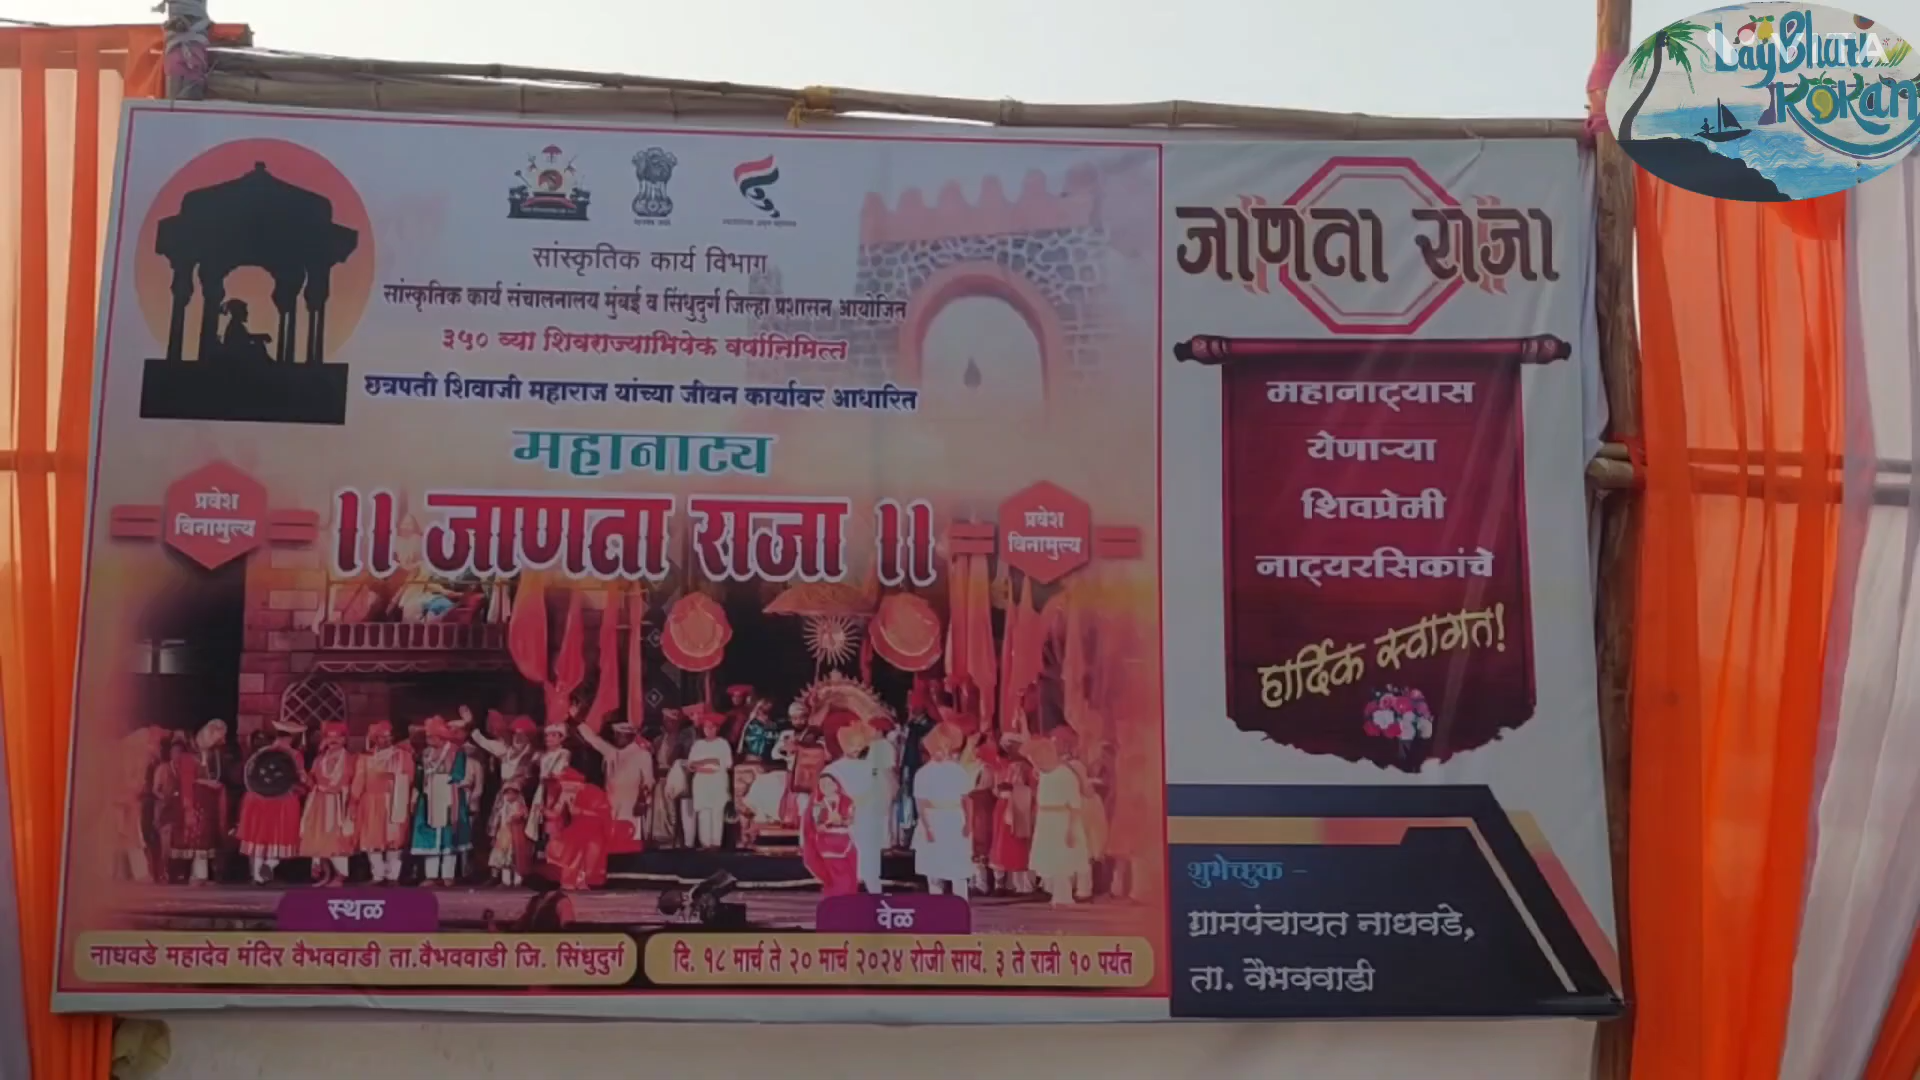 सांस्कृतिक कार्य विभाग
सांस्कृतिक कार्य संचालनालय मुंबई व सिंधुदुर्ग जिल्हा प्रशासन आयोजित
३५० व्या शिवराज्याभिषेक वर्षानिमित्त
छत्रपती शिवाजी महाराज यांच्या जीवन कार्यावर आधारित
महानाट्य
।। जाणता राजा ।।
प्रवेश
विनामुल्य
प्रवेश
विनामुल्य
स्थळ
नाधवडे महादेव मंदिर वैभववाडी ता.वैभववाडी जि. सिंधुदुर्ग
वेळ
दि. १८ मार्च ते २० मार्च २०२४ रोजी सायं. ३ ते रात्री १० पर्यंत
जाणता राजा
महानाट्यास
येणाऱ्या
शिवप्रेमी
नाट्यरसिकांचे
हार्दिक स्वागत!
शुभेच्छुक -
ग्रामपंचायत नाधवडे,
ता. वैभववाडी
Lay Bhari
Kokan